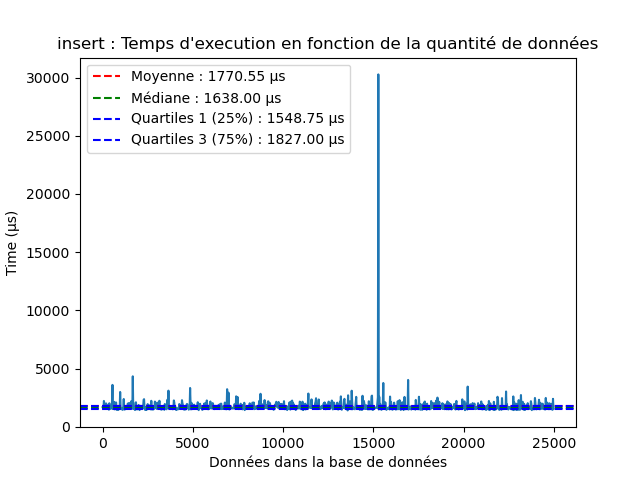 insert : Temps d'execution en fonction de la quantité de données
Moyenne : 1770.55 µs
Médiane : 1638.00 µs
Quartiles 1 (25%) : 1548.75 µs
Quartiles 3 (75%) : 1827.00 µs
30000
25000
20000
15000
10000
5000
0
Time (µs)
0 5000 10000 15000 20000 25000
Données dans la base de données